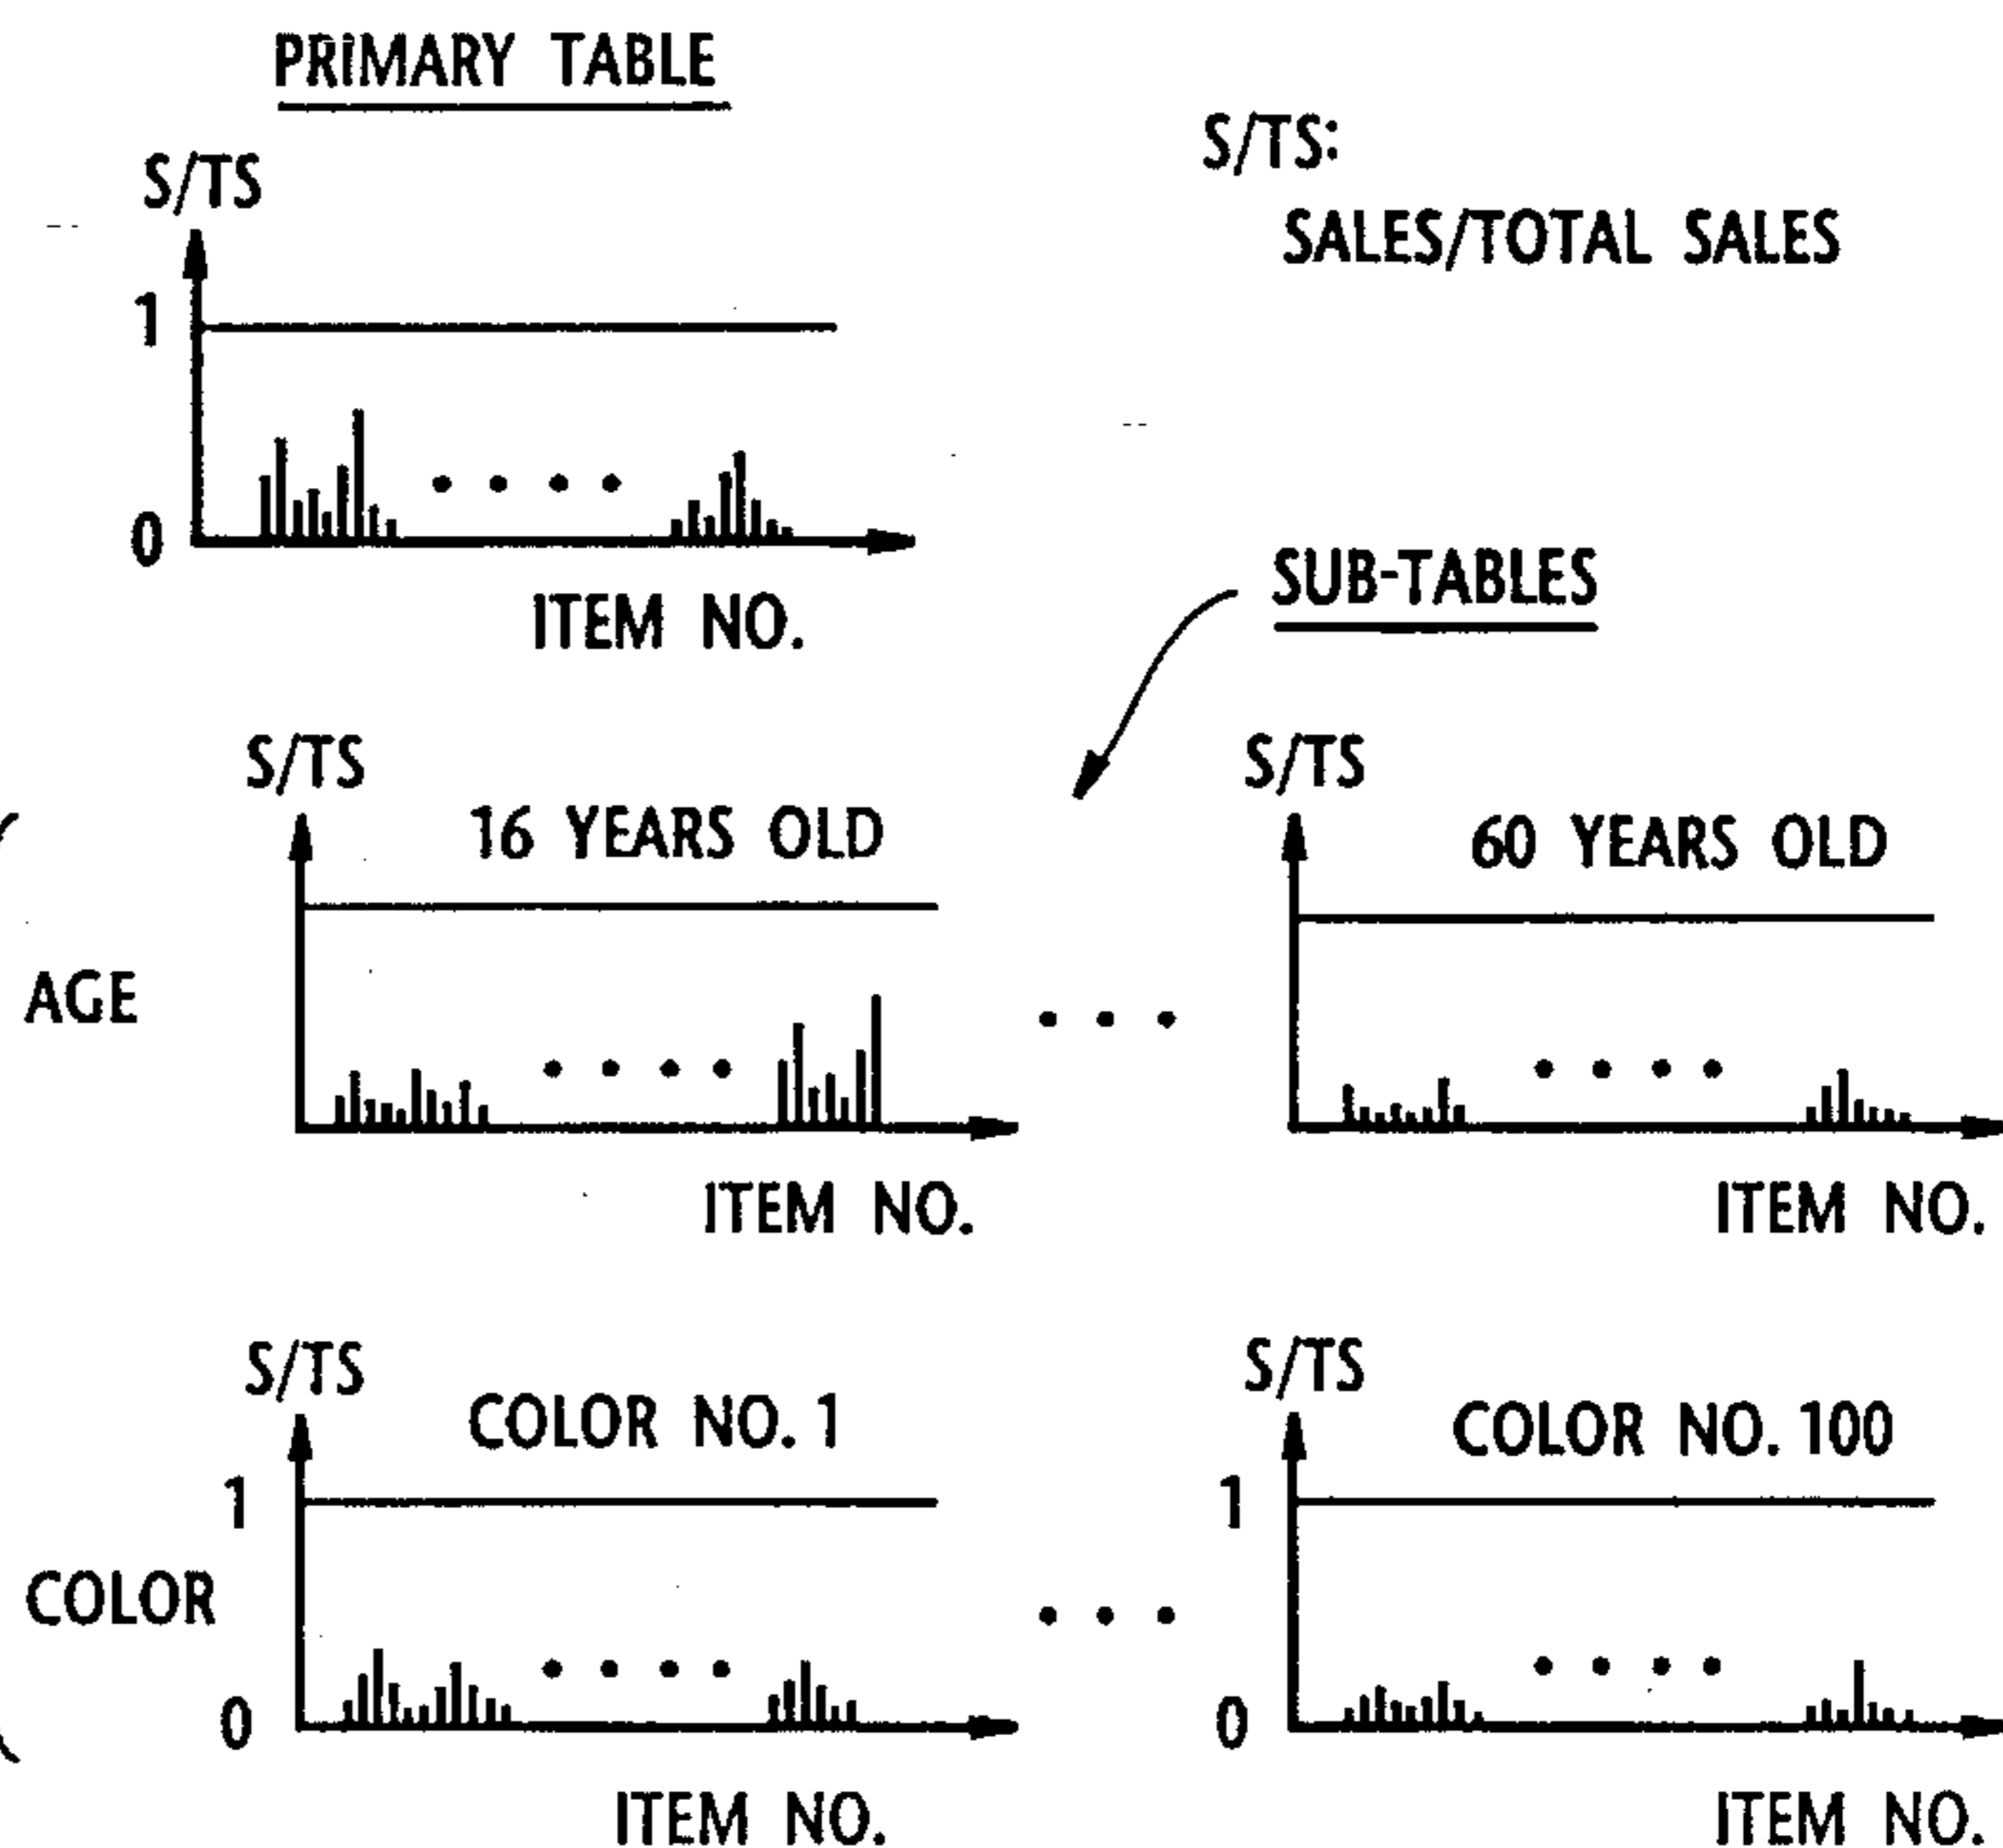 PRIMARY TABLE
S/TS:
SALES/TOTAL SALES
S/TS
1
0
ITEM NO.
SUB-TABLES
AGE
S/TS
16 YEARS OLD
ITEM NO.
S/TS
60 YEARS OLD
ITEM NO.
COLOR
S/TS
COLOR NO. 1
1
0
ITEM NO.
S/TS
COLOR NO. 100
1
0
ITEM NO.